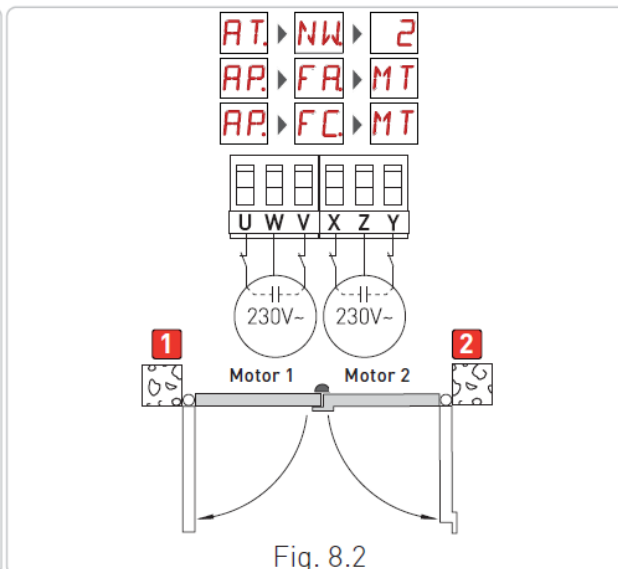 AT. NW. 2
AP. FA. MT
AP. FC. MT
U W V X Z Y
230V~ 230V~
1 2
Motor 1 Motor 2
Fig. 8.2